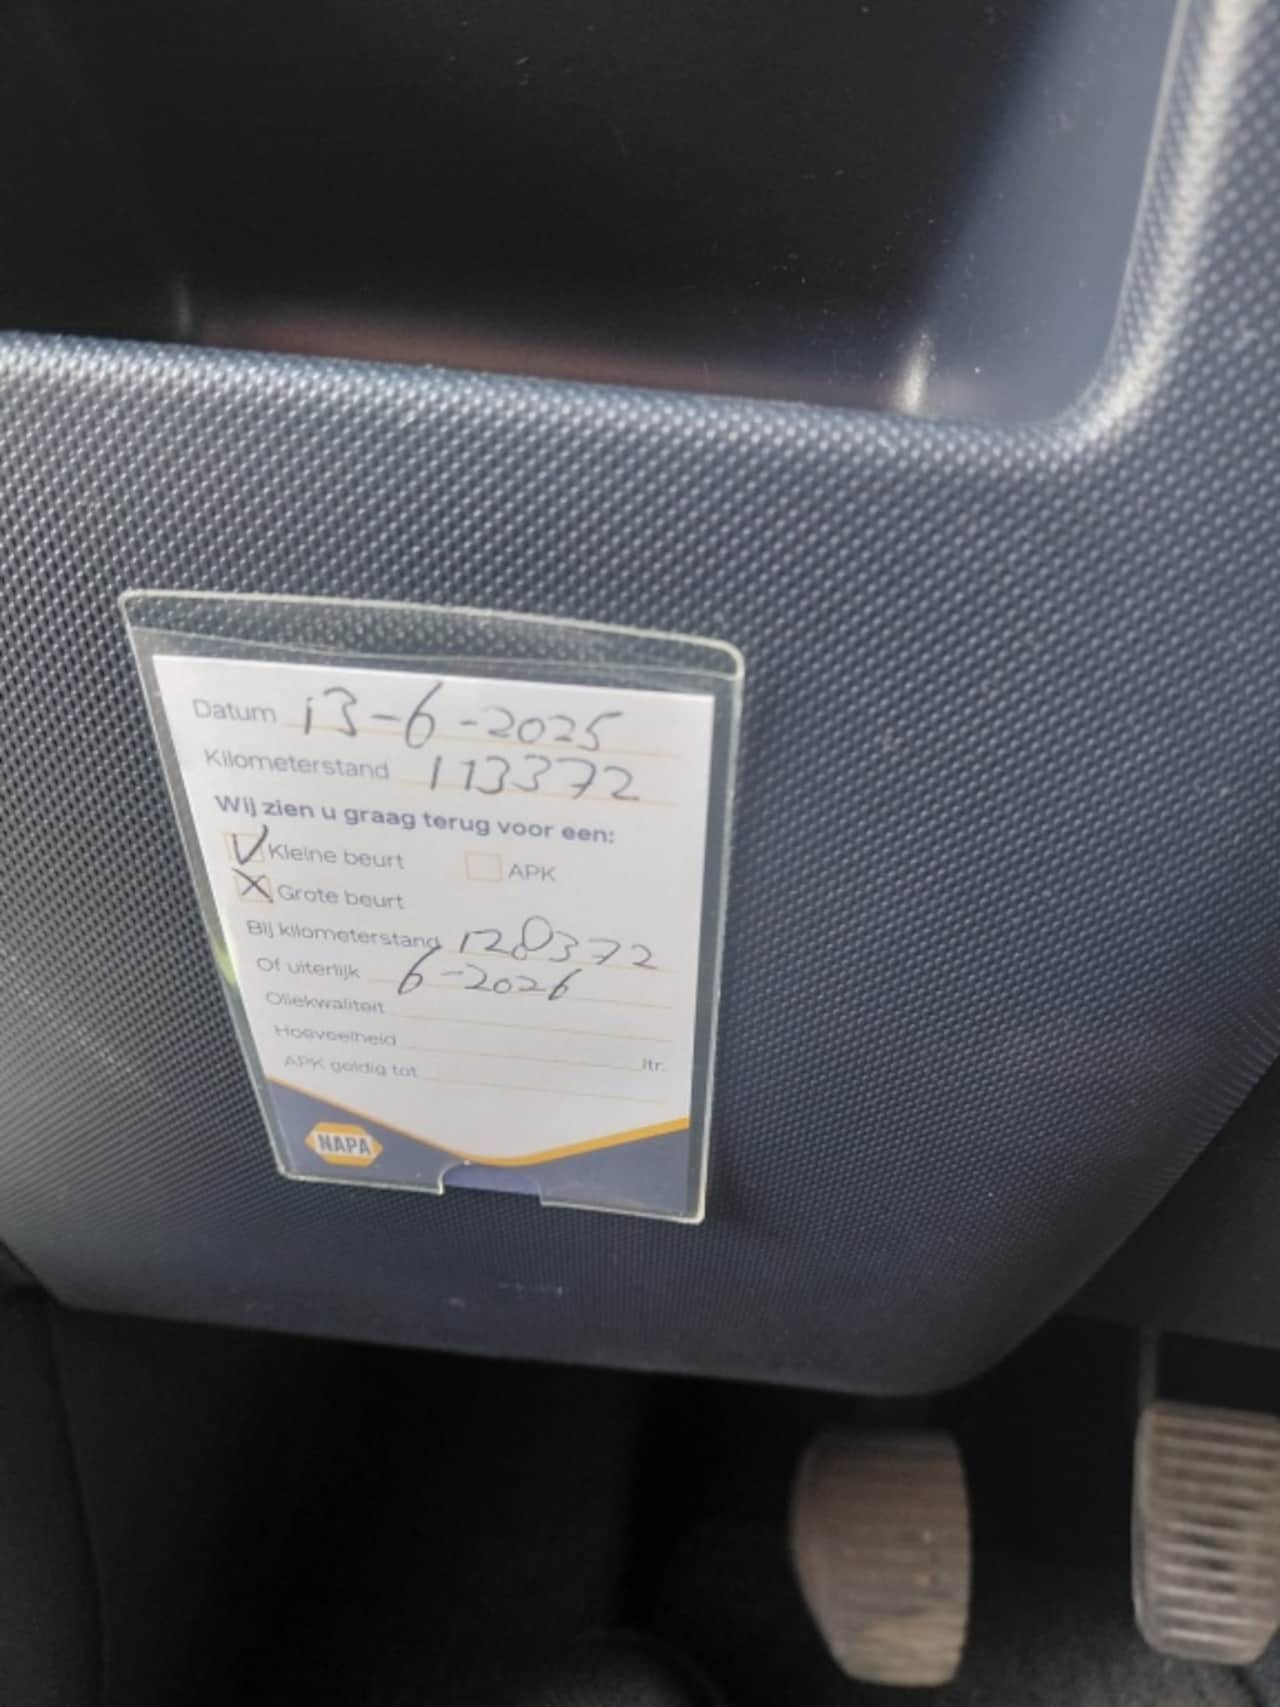 Datum 13-6-2025
Kilometerstand 113372
Wij zien u graag terug voor een:
Kleine beurt APK
Grote beurt
Bij kilometerstand 128372
Of uiterlijk 6-2026
Oliekwaliteit
Hoeveelheid ltr.
APK geldig tot
NAPA